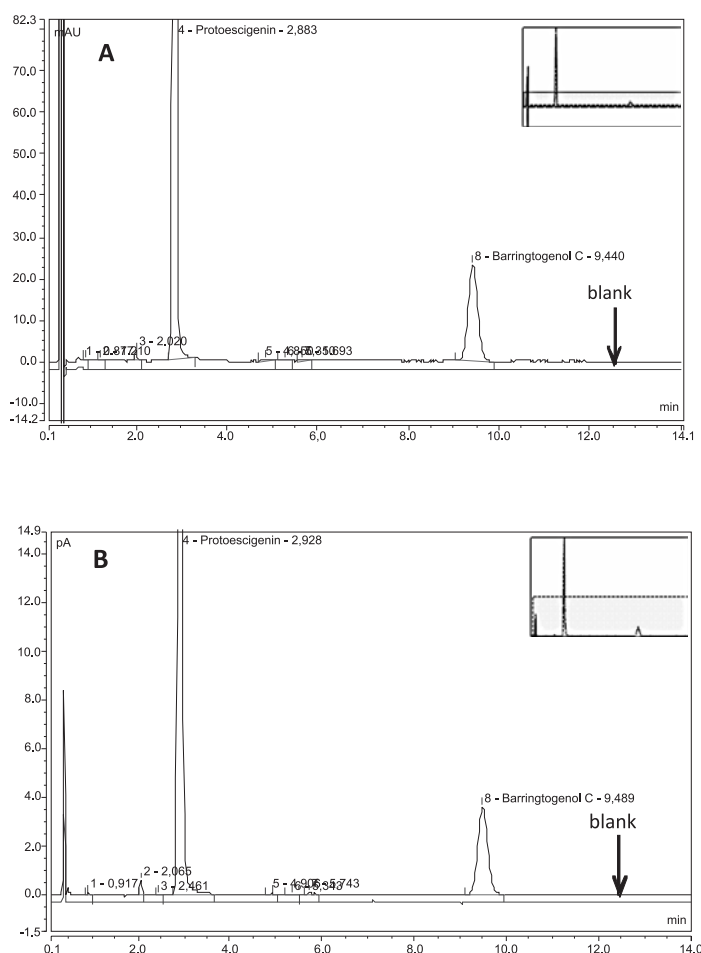 82.3
mAU
A
4 - Protoescigenin - 2,883
70.0
60.0
50.0
40.0
30.0
8 - Barringtogenol C - 9,440
20.0
blank
10.0
3 - 2,020
0.0
-10.0
-14.2
min
0.1
2.0
4.0
6.0
8.0
10.0
12.0
14.1
14.9
pA
B
4 - Protoescigenin - 2,928
14.0
12.0
10.0
8.0
6.0
4.0
8 - Barringtogenol C - 9,489
blank
2.0
2 - 2,065
1 - 0,917
3 - 2,461
0.0
-1.5
min
0.1
2.0
4.0
6.0
8.0
10.0
12.0
14.0